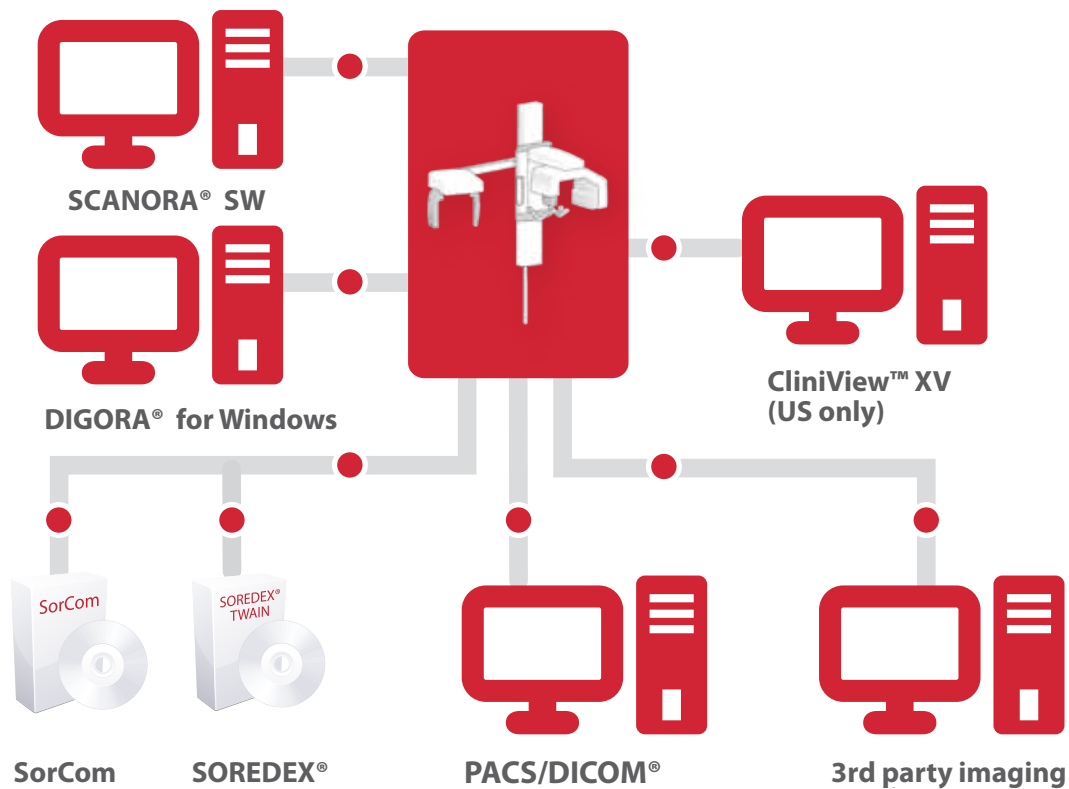 SCANORA® SW
DIGORA® for Windows
CliniView™ XV
(US only)
SorCom
SOREDEX®
TWAIN
SorCom
SOREDEX®
PACS/DICOM®
3rd party imaging